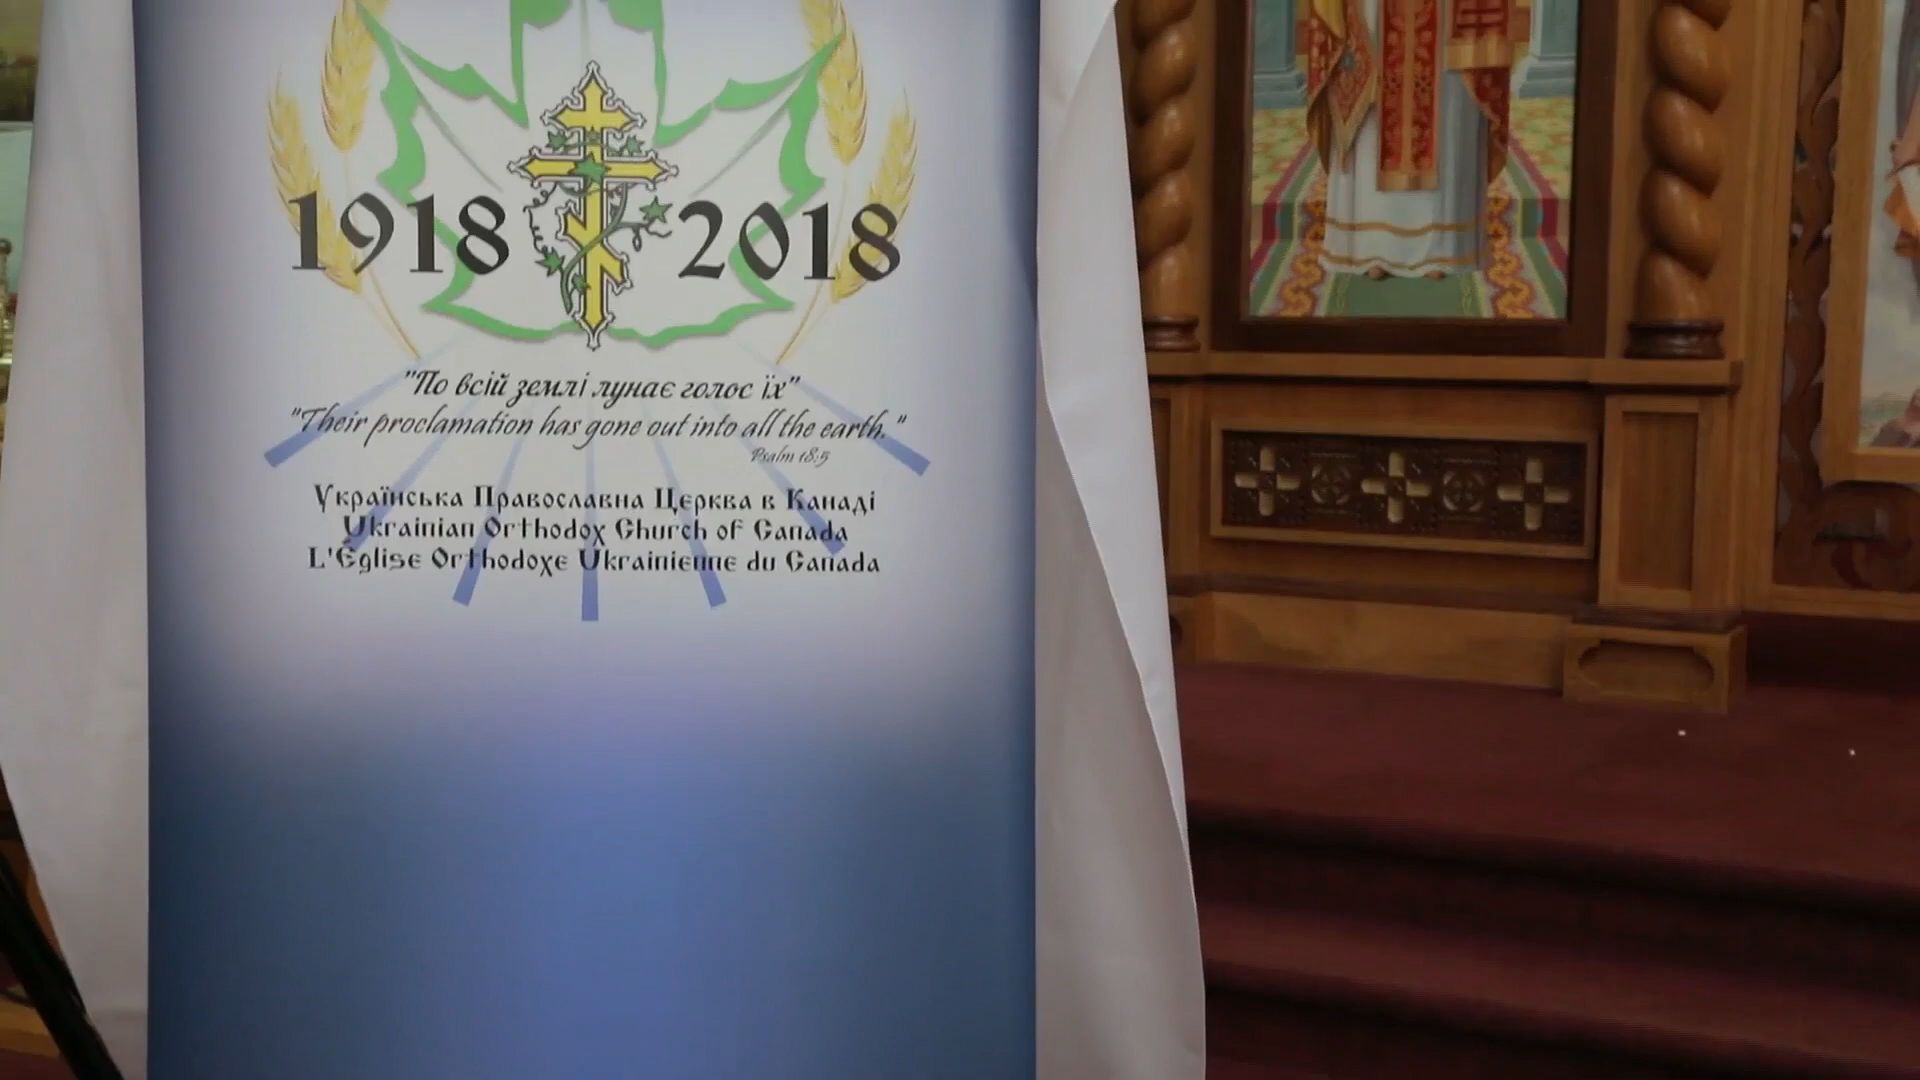 1918 2018
"По всій землі лунає голос їх"
"Their proclamation has gone out into all the earth."
Psalm 18:5
Українська Православна Церква в Канаді
Ukrainian Orthodox Church of Canada
L'Église Orthodoxe Ukrainienne du Canada